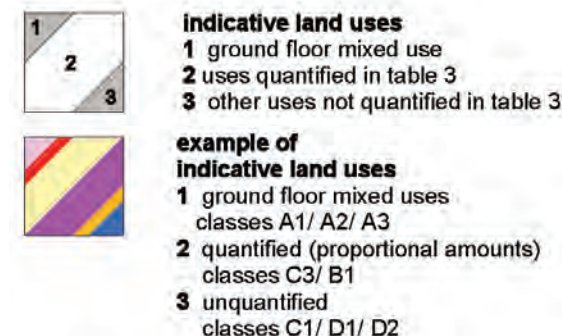 1
2
3
indicative land uses
1 ground floor mixed use
2 uses quantified in table 3
3 other uses not quantified in table 3
example of
indicative land uses
1 ground floor mixed uses
classes A1/ A2/ A3
2 quantified (proportional amounts)
classes C3/ B1
3 unquantified
classes C1/ D1/ D2